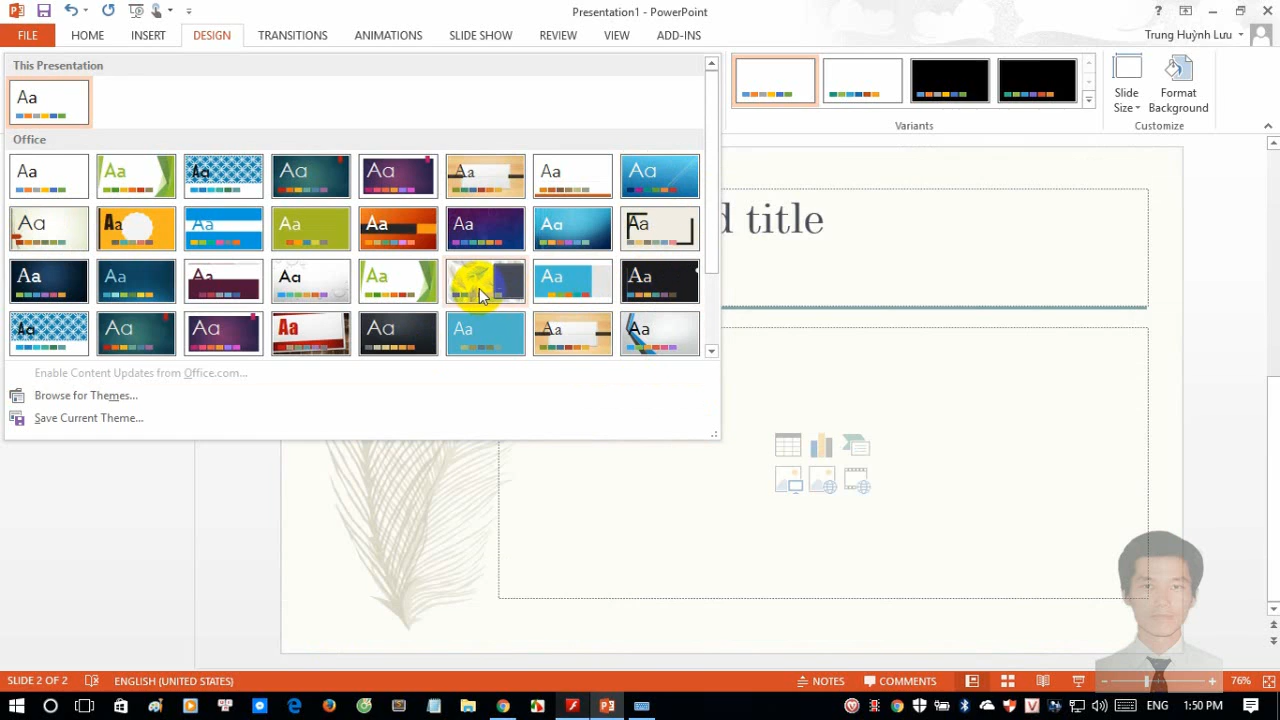 Presentation1 - PowerPoint
FILE
HOME
INSERT
DESIGN
TRANSITIONS
ANIMATIONS
SLIDE SHOW
REVIEW
VIEW
ADD-INS
Trung Huỳnh Lưu
This Presentation
Aa
Office
Aa Aa Aa Aa Aa Aa Aa Aa
Aa Aa Aa Aa Aa Aa Aa Aa
Aa Aa Aa Aa Aa Aa Aa
Aa Aa Aa Aa Aa Aa Aa Aa
Enable Content Updates from Office.com...
Browse for Themes...
Save Current Theme...
Variants
Slide Size
Format Background
Customize
d title
SLIDE 2 OF 2
ENGLISH (UNITED STATES)
NOTES
COMMENTS
76%
ENG
1:50 PM